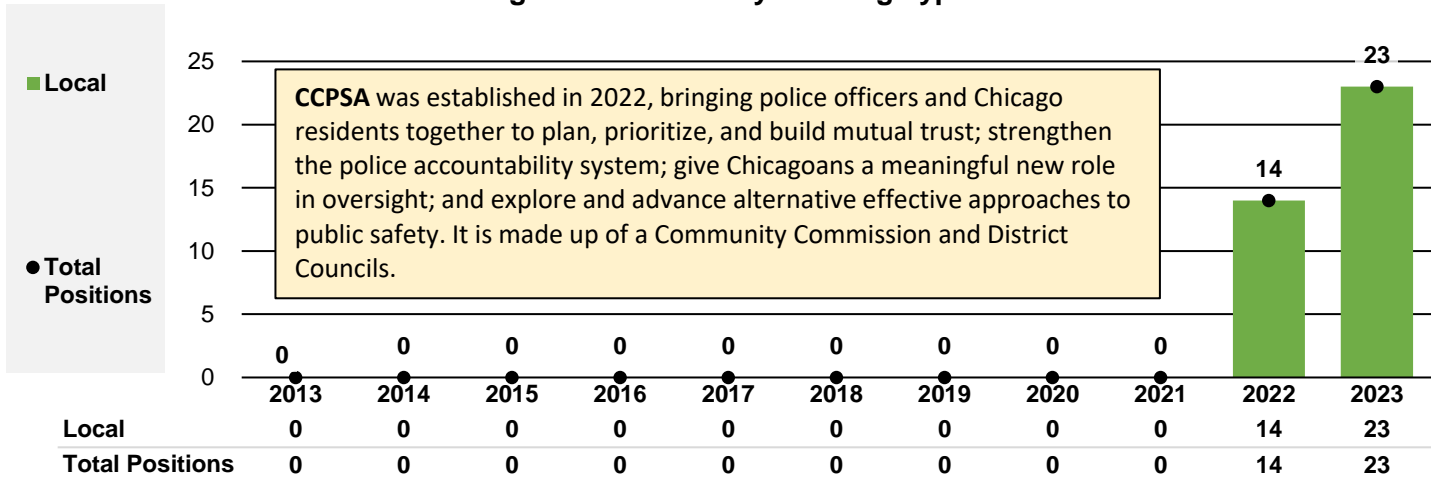 Local
Total
Positions
25
20
15
10
5
0
CCPSA was established in 2022, bringing police officers and Chicago
residents together to plan, prioritize, and build mutual trust; strengthen
the police accountability system; give Chicagoans a meaningful new role
in oversight; and explore and advance alternative effective approaches to
public safety. It is made up of a Community Commission and District
Councils.
0 0 0 0 0 0 0 0 0 14 23
2013 2014 2015 2016 2017 2018 2019 2020 2021 2022 2023
Local 0 0 0 0 0 0 0 0 0 14 23
Total Positions 0 0 0 0 0 0 0 0 0 14 23